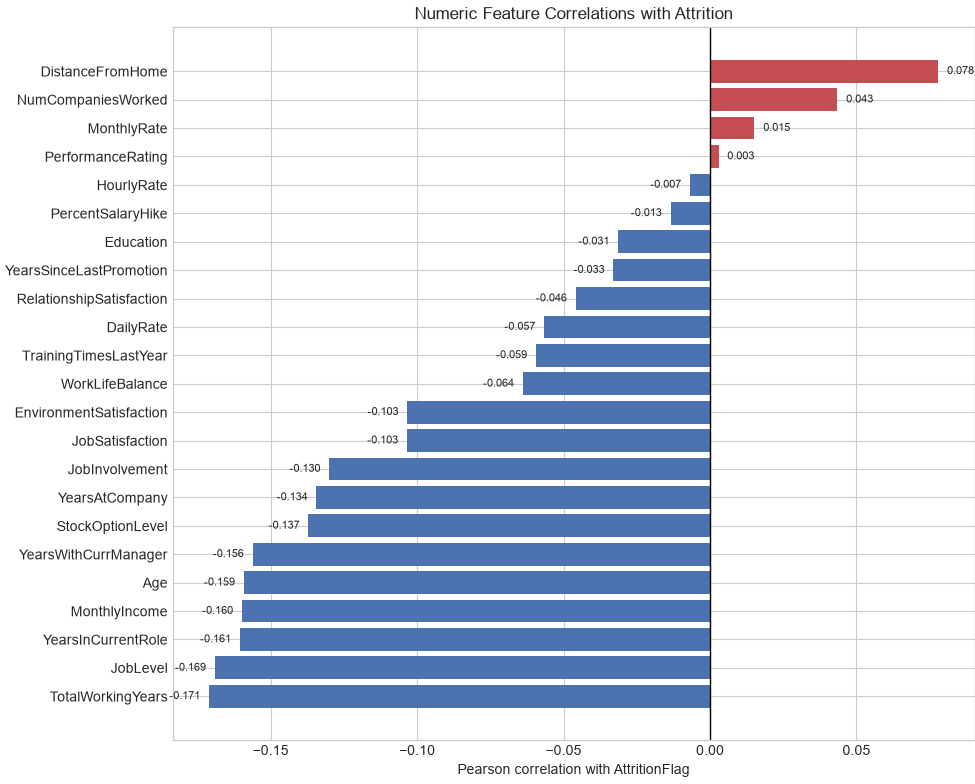 Numeric Feature Correlations with Attrition
DistanceFromHome 0.078
NumCompaniesWorked 0.043
MonthlyRate 0.015
PerformanceRating 0.003
HourlyRate -0.007
PercentSalaryHike -0.013
Education -0.031
YearsSinceLastPromotion -0.033
RelationshipSatisfaction -0.046
DailyRate -0.057
TrainingTimesLastYear -0.059
WorkLifeBalance -0.064
EnvironmentSatisfaction -0.103
JobSatisfaction -0.103
JobInvolvement -0.130
YearsAtCompany -0.134
StockOptionLevel -0.137
YearsWithCurrManager -0.156
Age -0.159
MonthlyIncome -0.160
YearsInCurrentRole -0.161
JobLevel -0.169
TotalWorkingYears -0.171
−0.15 −0.10 −0.05 0.00 0.05
Pearson correlation with AttritionFlag